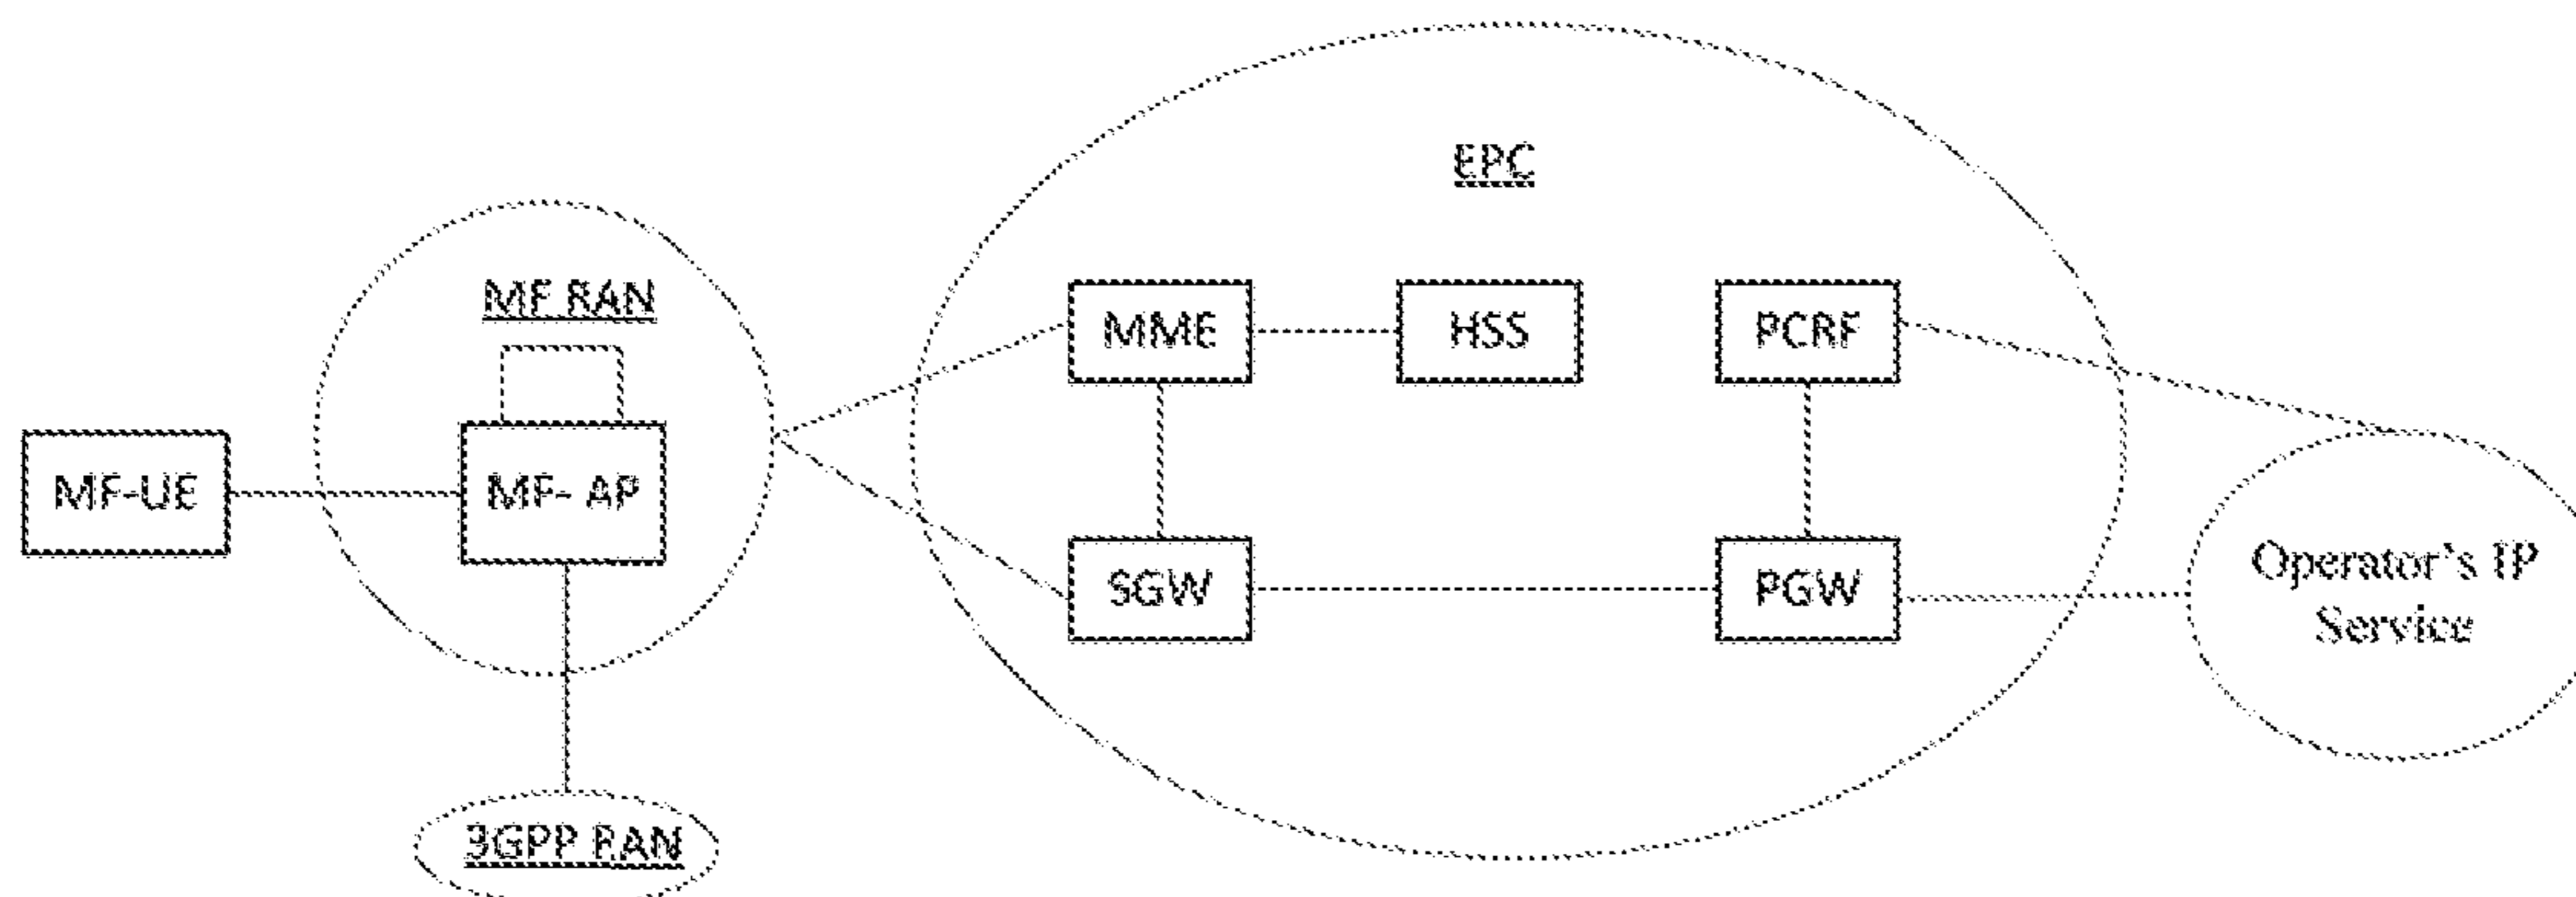 EPC
MF RAN
MME
HSS
PCRF
MF-UE
MF- AP
SGW
PGW
Operator's IP
Service
3GPP RAN